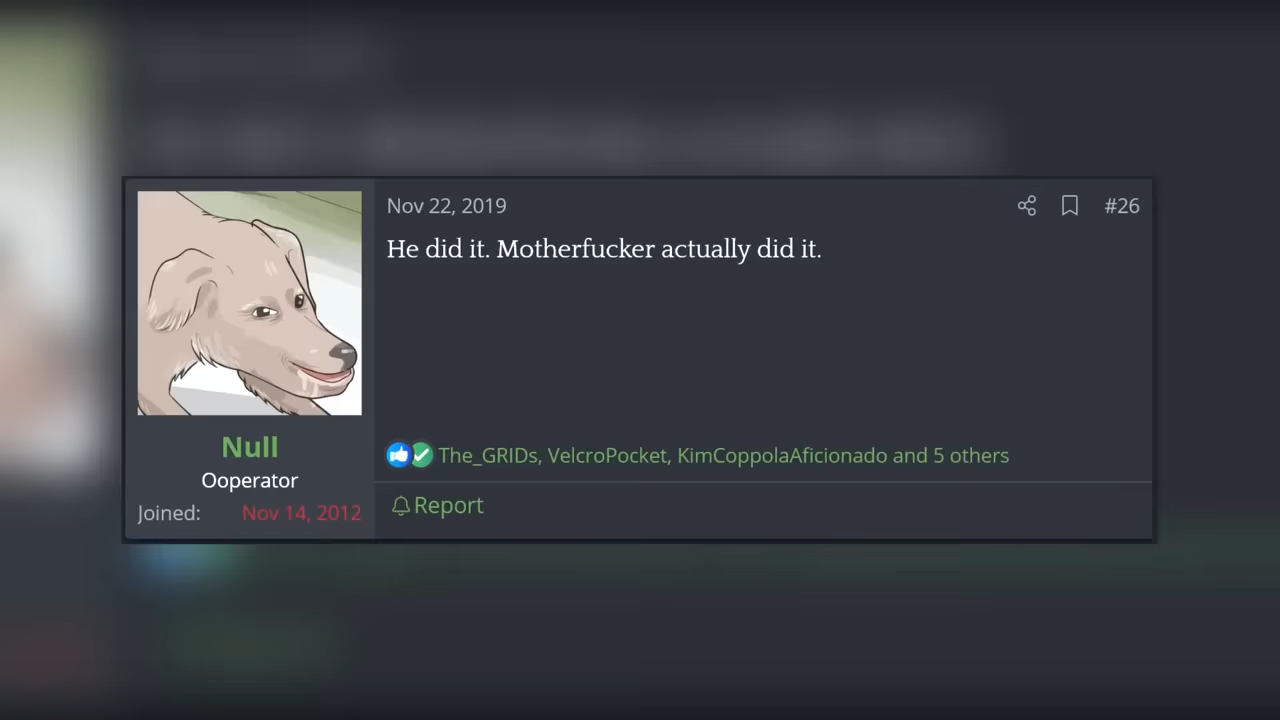 Nov 22, 2019 #26
He did it. Motherfucker actually did it.
Null
Ooperator
Joined: Nov 14, 2012
The_GRIDs, VelcroPocket, KimCoppolaAficionado and 5 others
Report